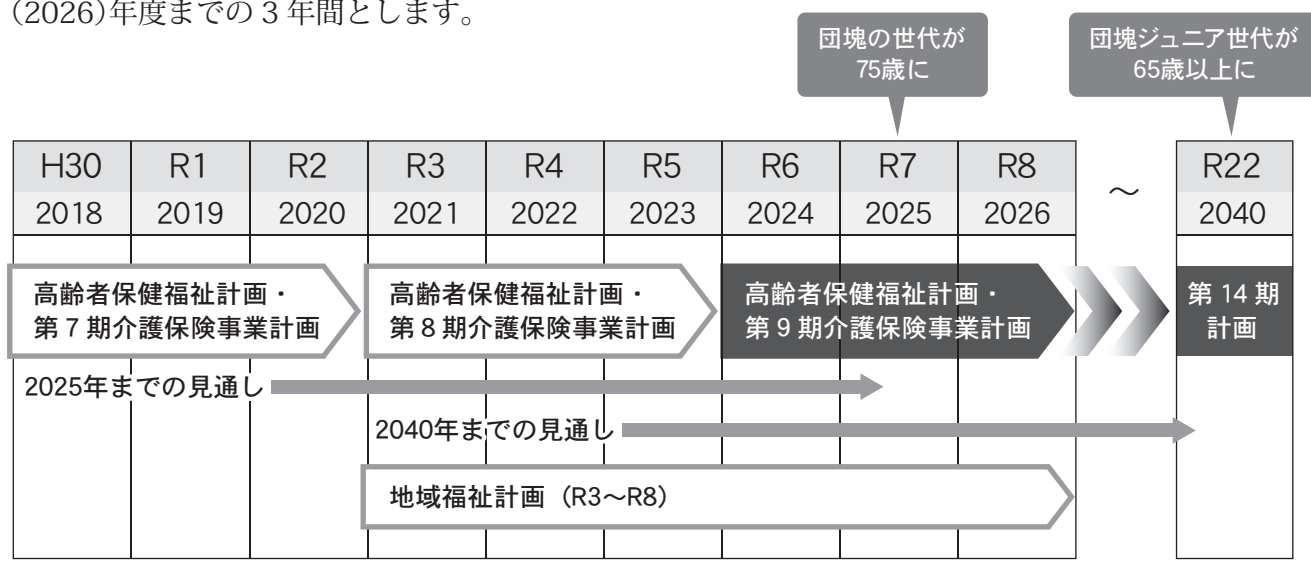 (2026)年度までの3年間とします。
団塊の世代が
75歳に
団塊ジュニア世代が
65歳以上に
H30 R1 R2 R3 R4 R5 R6 R7 R8 ～ R22
2018 2019 2020 2021 2022 2023 2024 2025 2026 2040
高齢者保健福祉計画・
第7期介護保険事業計画
高齢者保健福祉計画・
第8期介護保険事業計画
高齢者保健福祉計画・
第9期介護保険事業計画
第14期
計画
2025年までの見通し
2040年までの見通し
地域福祉計画（R3～R8）